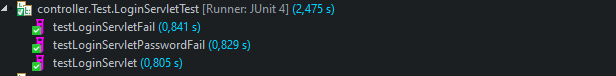 controller.Test.LoginServletTest [Runner: JUnit 4] (2,475 s)
testLoginServletFail (0,841 s)
testLoginServletPasswordFail (0,829 s)
testLoginServlet (0,805 s)